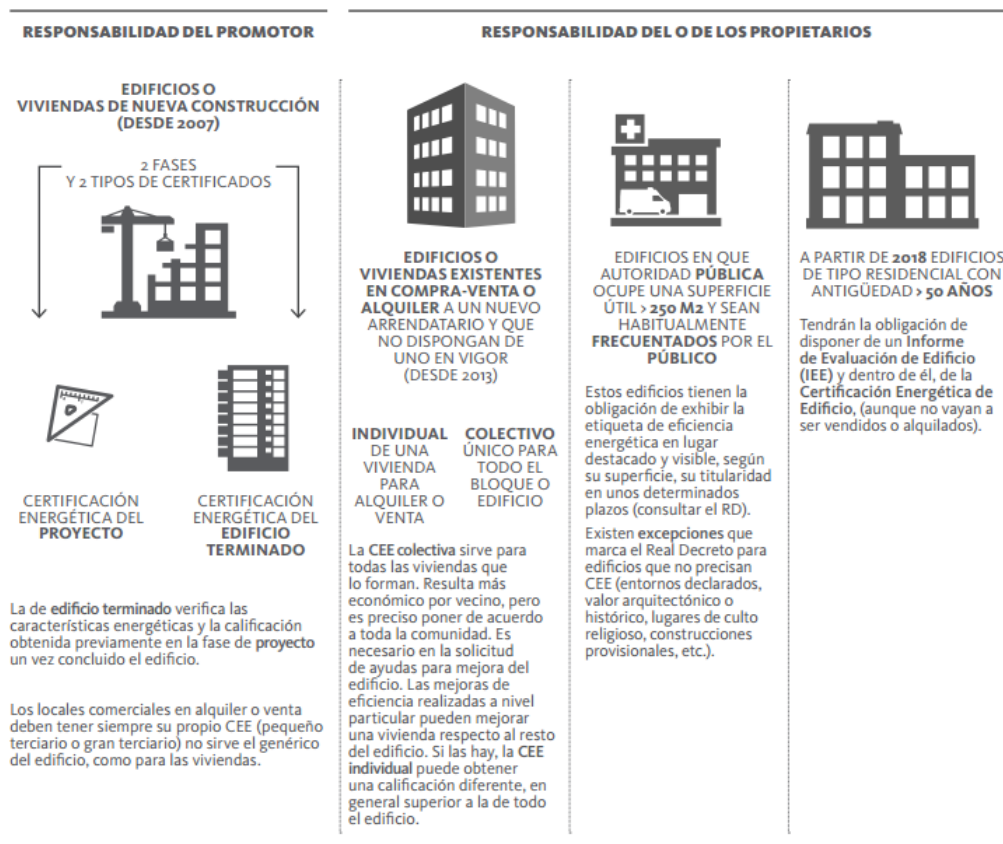 RESPONSABILIDAD DEL PROMOTOR
EDIFICIOS O
VIVIENDAS DE NUEVA CONSTRUCCIÓN
(DESDE 2007)
2 FASES
Y 2 TIPOS DE CERTIFICADOS
CERTIFICACIÓN
ENERGÉTICA DEL
PROYECTO
CERTIFICACIÓN
ENERGÉTICA DEL
EDIFICIO
TERMINADO
La de edificio terminado verifica las
características energéticas y la calificación
obtenida previamente en la fase de proyecto
un vez concluido el edificio.
Los locales comerciales en alquiler o venta
deben tener siempre su propio CEE (pequeño
terciario o gran terciario) no sirve el genérico
del edificio, como para las viviendas.
RESPONSABILIDAD DEL O DE LOS PROPIETARIOS
EDIFICIOS O
VIVIENDAS EXISTENTES
EN COMPRA-VENTA O
ALQUILER A UN NUEVO
ARRENDATARIO Y QUE
NO DISPONGAN DE
UNO EN VIGOR
(DESDE 2013)
INDIVIDUAL
DE UNA
VIVIENDA
PARA
ALQUILER O
VENTA
COLECTIVO
ÚNICO PARA
TODO EL
BLOQUE O
EDIFICIO
La CEE colectiva sirve para
todas las viviendas que
lo forman. Resulta más
económico por vecino, pero
es preciso poner de acuerdo
a toda la comunidad. Es
necesario en la solicitud
de ayudas para mejora del
edificio. Las mejoras de
eficiencia realizadas a nivel
particular pueden mejorar
una vivienda respecto al resto
del edificio. Si las hay, la CEE
individual puede obtener
una calificación diferente, en
general superior a la de todo
el edificio.
EDIFICIOS EN QUE
AUTORIDAD PÚBLICA
OCUPE UNA SUPERFICIE
ÚTIL > 250 M2 Y SEAN
HABITUALMENTE
FRECUENTADOS POR EL
PÚBLICO
Estos edificios tienen la
obligación de exhibir la
etiqueta de eficiencia
energética en lugar
destacado y visible, según
su superficie, su titularidad
en unos determinados
plazos (consultar el RD).
Existen excepciones que
marca el Real Decreto para
edificios que no precisan
CEE (entornos declarados,
valor arquitectónico o
histórico, lugares de culto
religioso, construcciones
provisionales, etc.).
A PARTIR DE 2018 EDIFICIOS
DE TIPO RESIDENCIAL CON
ANTIGÜEDAD > 50 AÑOS
Tendrán la obligación de
disponer de un Informe
de Evaluación de Edificio
(IEE) y dentro de él, de la
Certificación Energética de
Edificio, (aunque no vayan a
ser vendidos o alquilados).